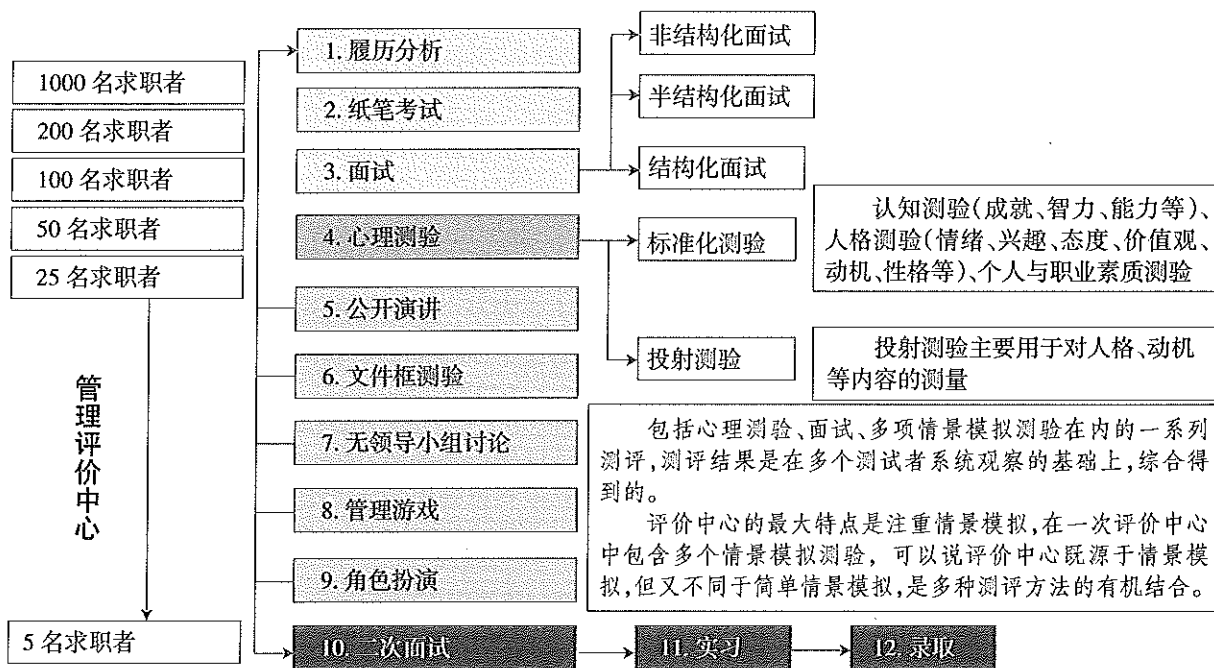 1000 名求职者
200 名求职者
100 名求职者
50 名求职者
25 名求职者
管理评价中心
5 名求职者
1. 履历分析
2. 纸笔考试
3. 面试
4. 心理测验
5. 公开演讲
6. 文件框测验
7. 无领导小组讨论
8. 管理游戏
9. 角色扮演
10. 二次面试
11. 实习
12. 录取
非结构化面试
半结构化面试
结构化面试
标准化测验
投射测验
认知测验(成就、智力、能力等)、
人格测验(情绪、兴趣、态度、价值观、
动机、性格等)、个人与职业素质测验
投射测验主要用于对人格、动机
等内容的测量
包括心理测验、面试、多项情景模拟测验在内的一系列
测评,测评结果是在多个测试者系统观察的基础上,综合得
到的。
评价中心的最大特点是注重情景模拟,在一次评价中心
中包含多个情景模拟测验,可以说评价中心既源于情景模
拟,但又不同于简单情景模拟,是多种测评方法的有机结合。